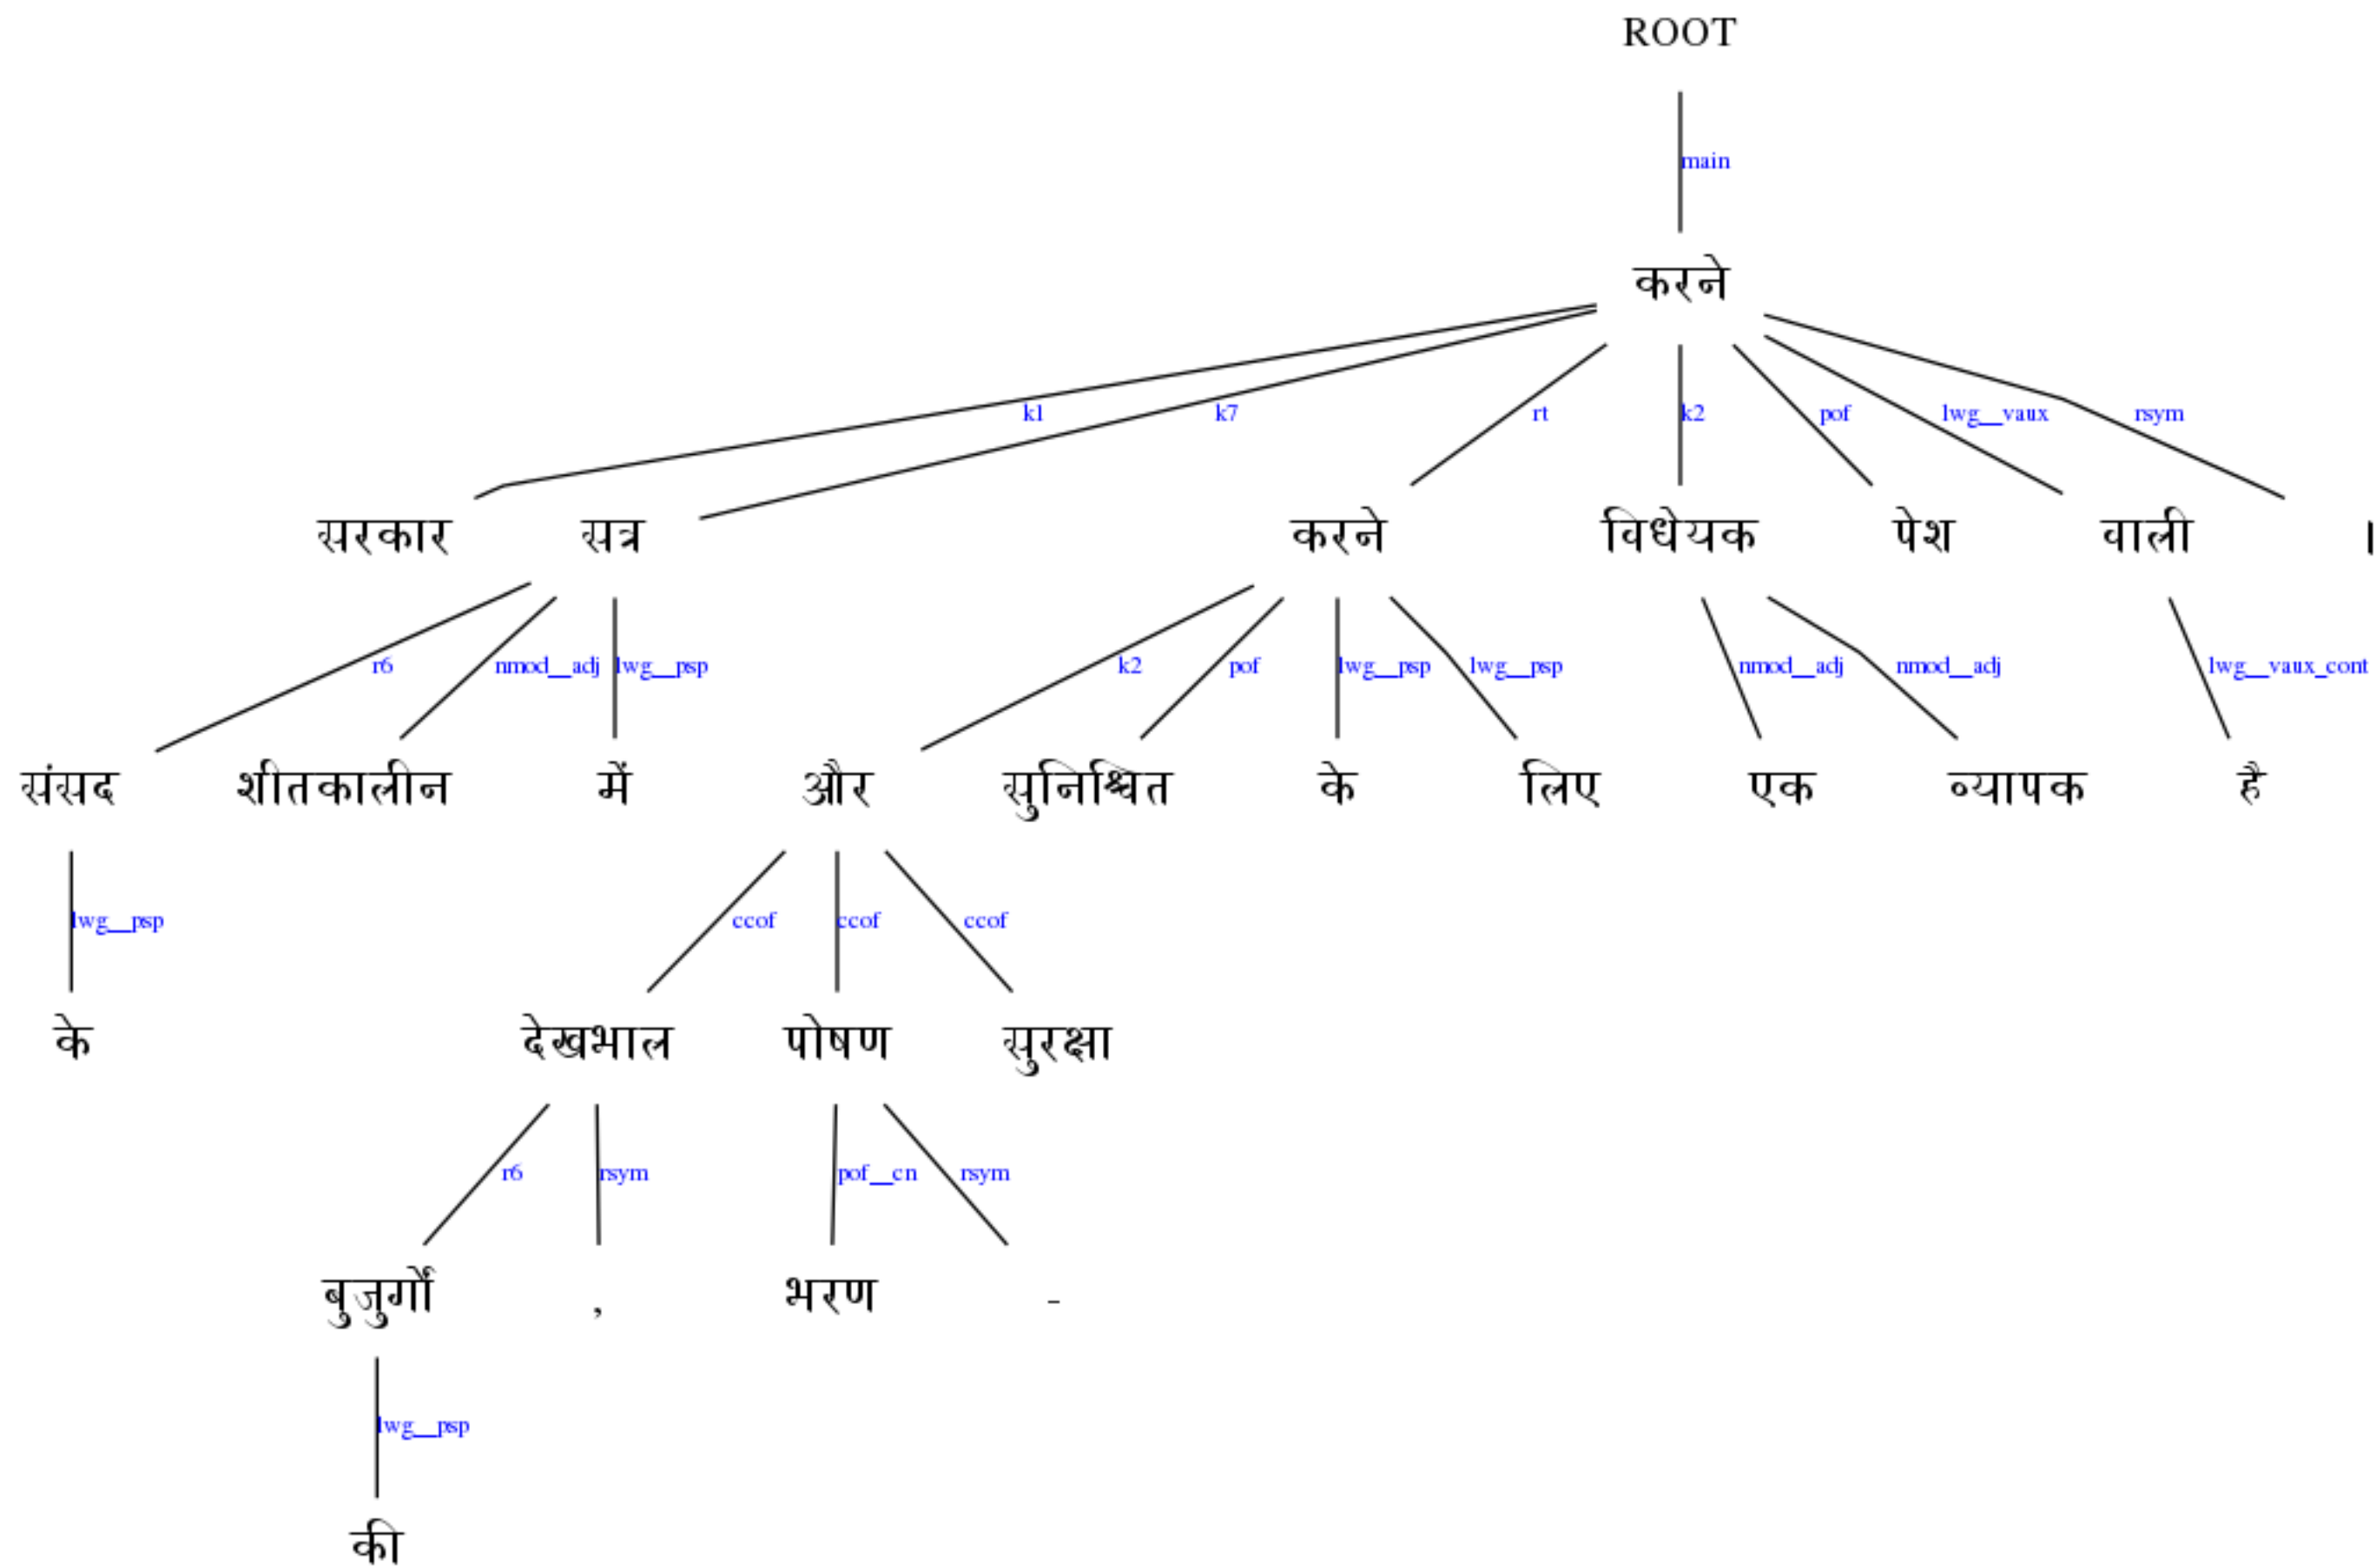 ROOT
main
करने
k1 k7 rt k2 pof lwg__vaux rsym
सरकार सत्र करने विधेयक पेश वाली ।
r6 nmod__adj lwg__psp k2 pof lwg__psp lwg__psp nmod__adj nmod__adj lwg__vaux_cont
संसद शीतकालीन में और सुनिश्चित के लिए एक व्यापक है
lwg__psp ccof ccof ccof
के देखभाल पोषण सुरक्षा
r6 rsym pof__cn rsym
बुजुर्गों , भरण -
lwg__psp
की